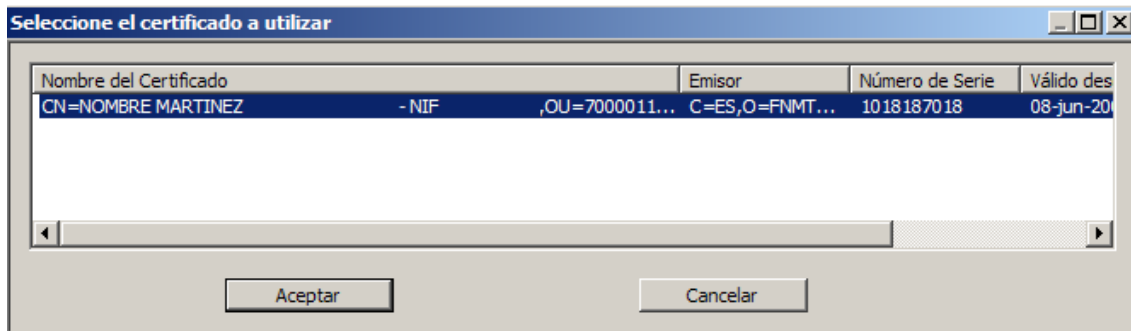 Seleccione el certificado a utilizar
Nombre del Certificado Emisor Número de Serie Válido des
CN=NOMBRE MARTINEZ - NIF ,OU=7000011... C=ES,O=FNMT... 1018187018 08-jun-20
Aceptar Cancelar